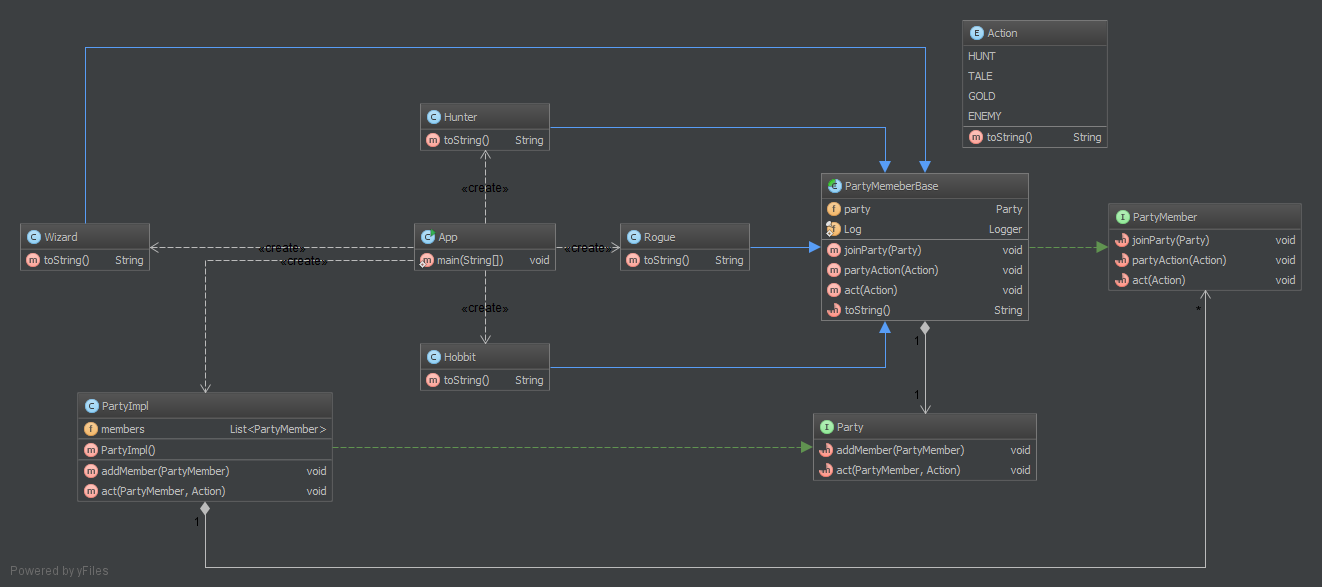 E Action
HUNT
TALE
GOLD
ENEMY
m toString() String
C Hunter
m toString() String
«create»
C PartyMemeberBase
f party Party
f Log Logger
m joinParty(Party) void
m partyAction(Action) void
m act(Action) void
m toString() String
I PartyMember
m joinParty(Party) void
m partyAction(Action) void
m act(Action) void
C Wizard
m toString() String
«create»
«create»
C App
m main(String[]) void
«create»
C Rogue
m toString() String
«create»
*
1
1
C Hobbit
m toString() String
C PartyImpl
f members List<PartyMember>
m PartyImpl()
m addMember(PartyMember) void
m act(PartyMember, Action) void
1
I Party
m addMember(PartyMember) void
m act(PartyMember, Action) void
Powered by yFiles